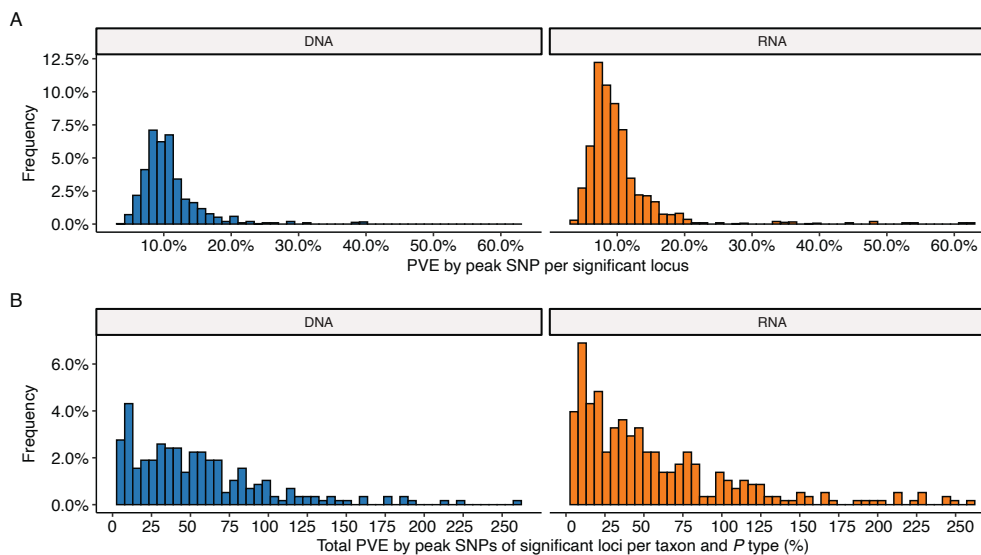 A
DNA
RNA
Frequency
12.5%
10.0%
7.5%
5.0%
2.5%
0.0%
10.0% 20.0% 30.0% 40.0% 50.0% 60.0%
10.0% 20.0% 30.0% 40.0% 50.0% 60.0%
PVE by peak SNP per significant locus
B
DNA
RNA
Frequency
6.0%
4.0%
2.0%
0.0%
0 25 50 75 100 125 150 175 200 225 250
0 25 50 75 100 125 150 175 200 225 250
Total PVE by peak SNPs of significant loci per taxon and P type (%)